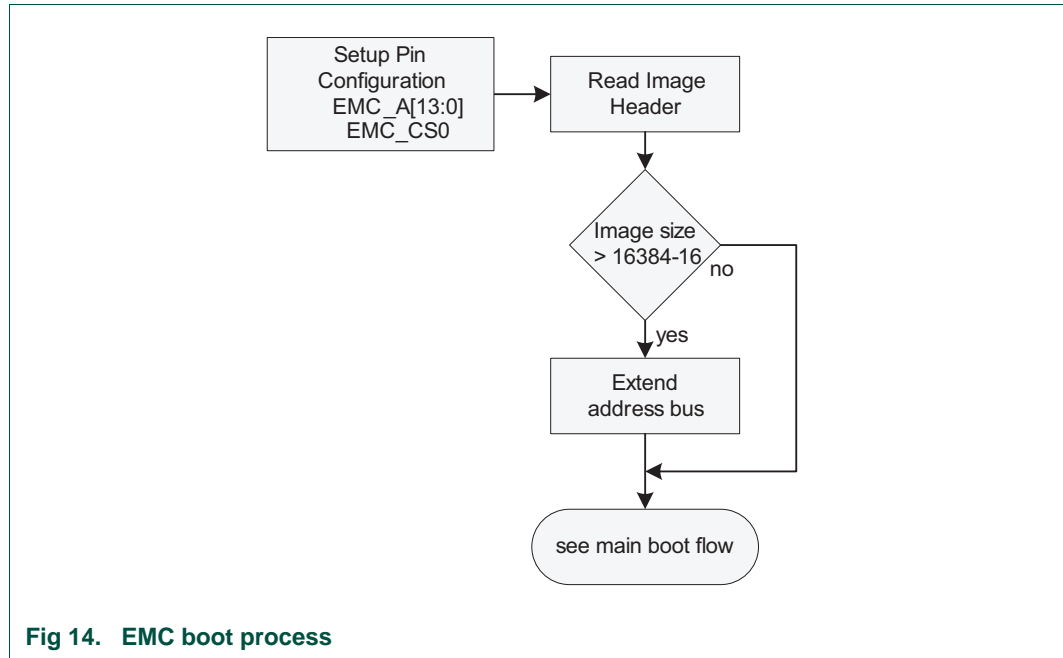 Setup Pin
Configuration
EMC_A[13:0]
EMC_CS0
Read Image
Header
Image size
> 16384-16
no
yes
Extend
address bus
see main boot flow
Fig 14. EMC boot process